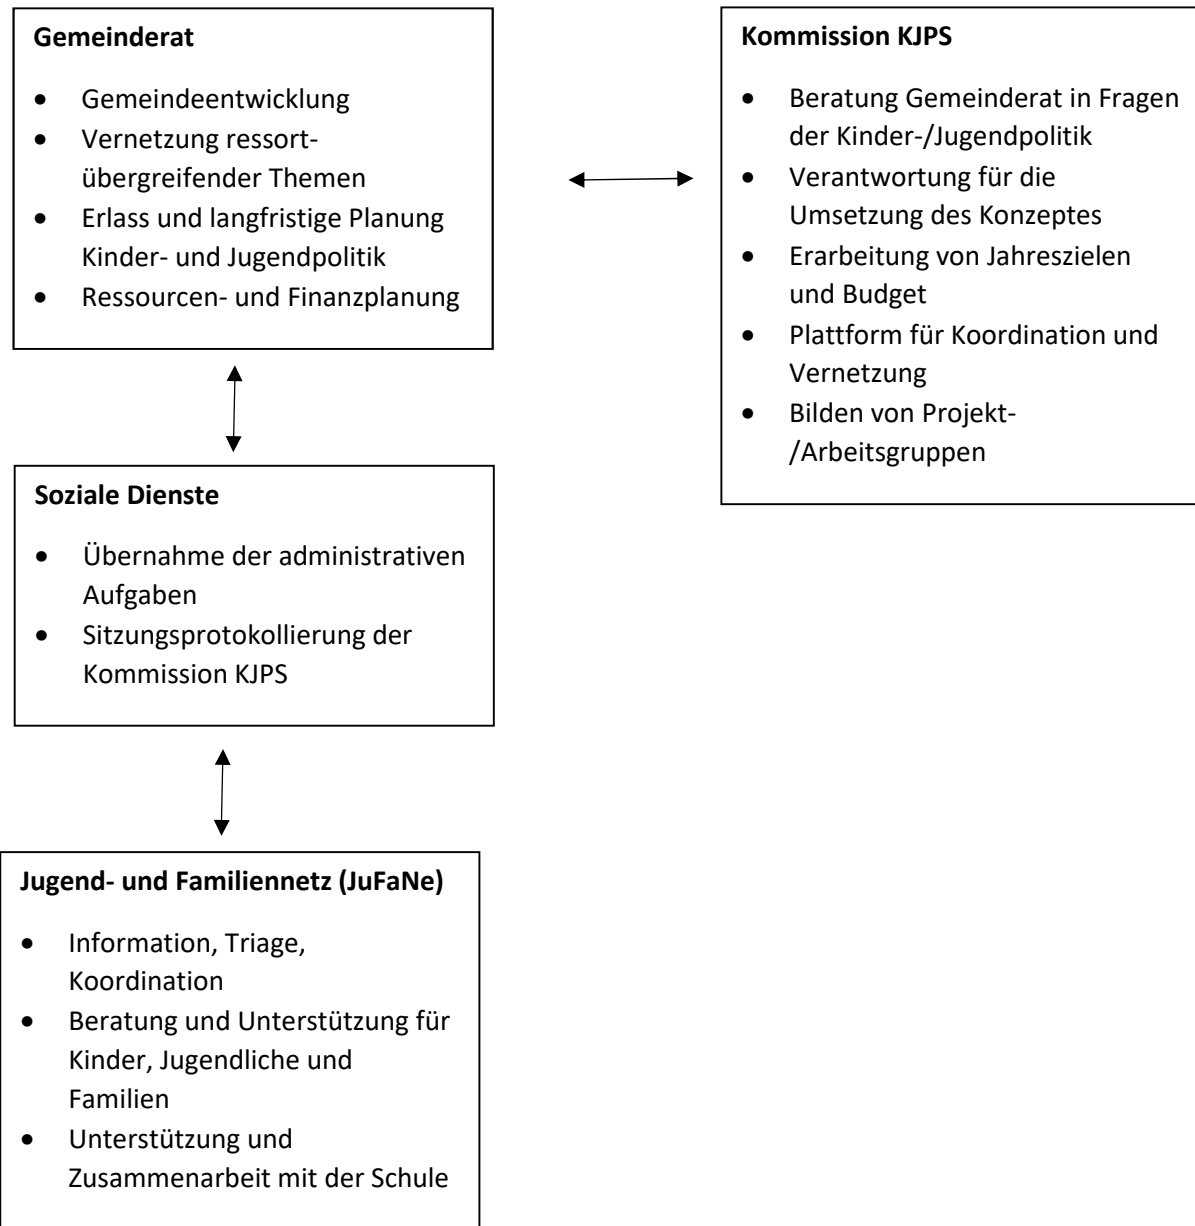 Gemeinderat
• Gemeindeentwicklung
• Vernetzung ressort-
übergreifender Themen
• Erlass und langfristige Planung
Kinder- und Jugendpolitik
• Ressourcen- und Finanzplanung
Kommission KJPS
• Beratung Gemeinderat in Fragen
der Kinder-/Jugendpolitik
• Verantwortung für die
Umsetzung des Konzeptes
• Erarbeitung von Jahreszielen
und Budget
• Plattform für Koordination und
Vernetzung
• Bilden von Projekt-
/Arbeitsgruppen
Soziale Dienste
• Übernahme der administrativen
Aufgaben
• Sitzungsprotokollierung der
Kommission KJPS
Jugend- und Familiennetz (JuFaNe)
• Information, Triage,
Koordination
• Beratung und Unterstützung für
Kinder, Jugendliche und
Familien
• Unterstützung und
Zusammenarbeit mit der Schule